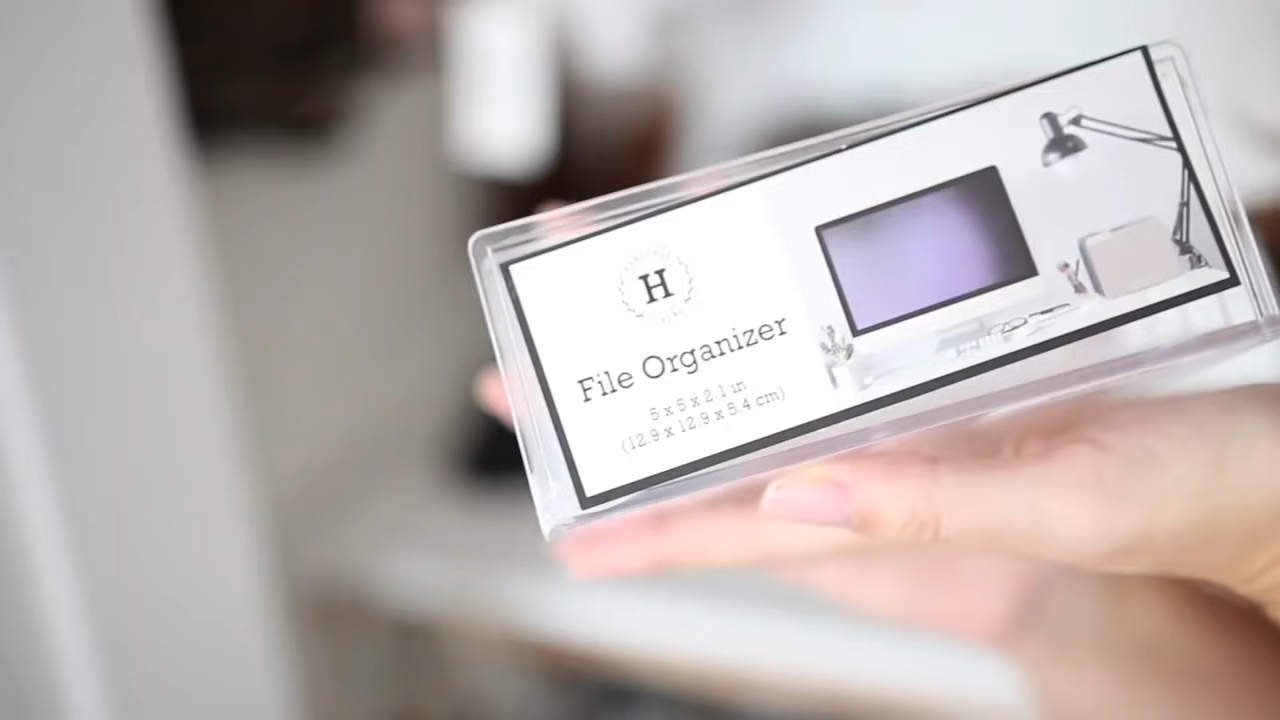 H
File Organizer
5 x 5 x 2.1 in
(12.9 x 12.9 x 5.4 cm)